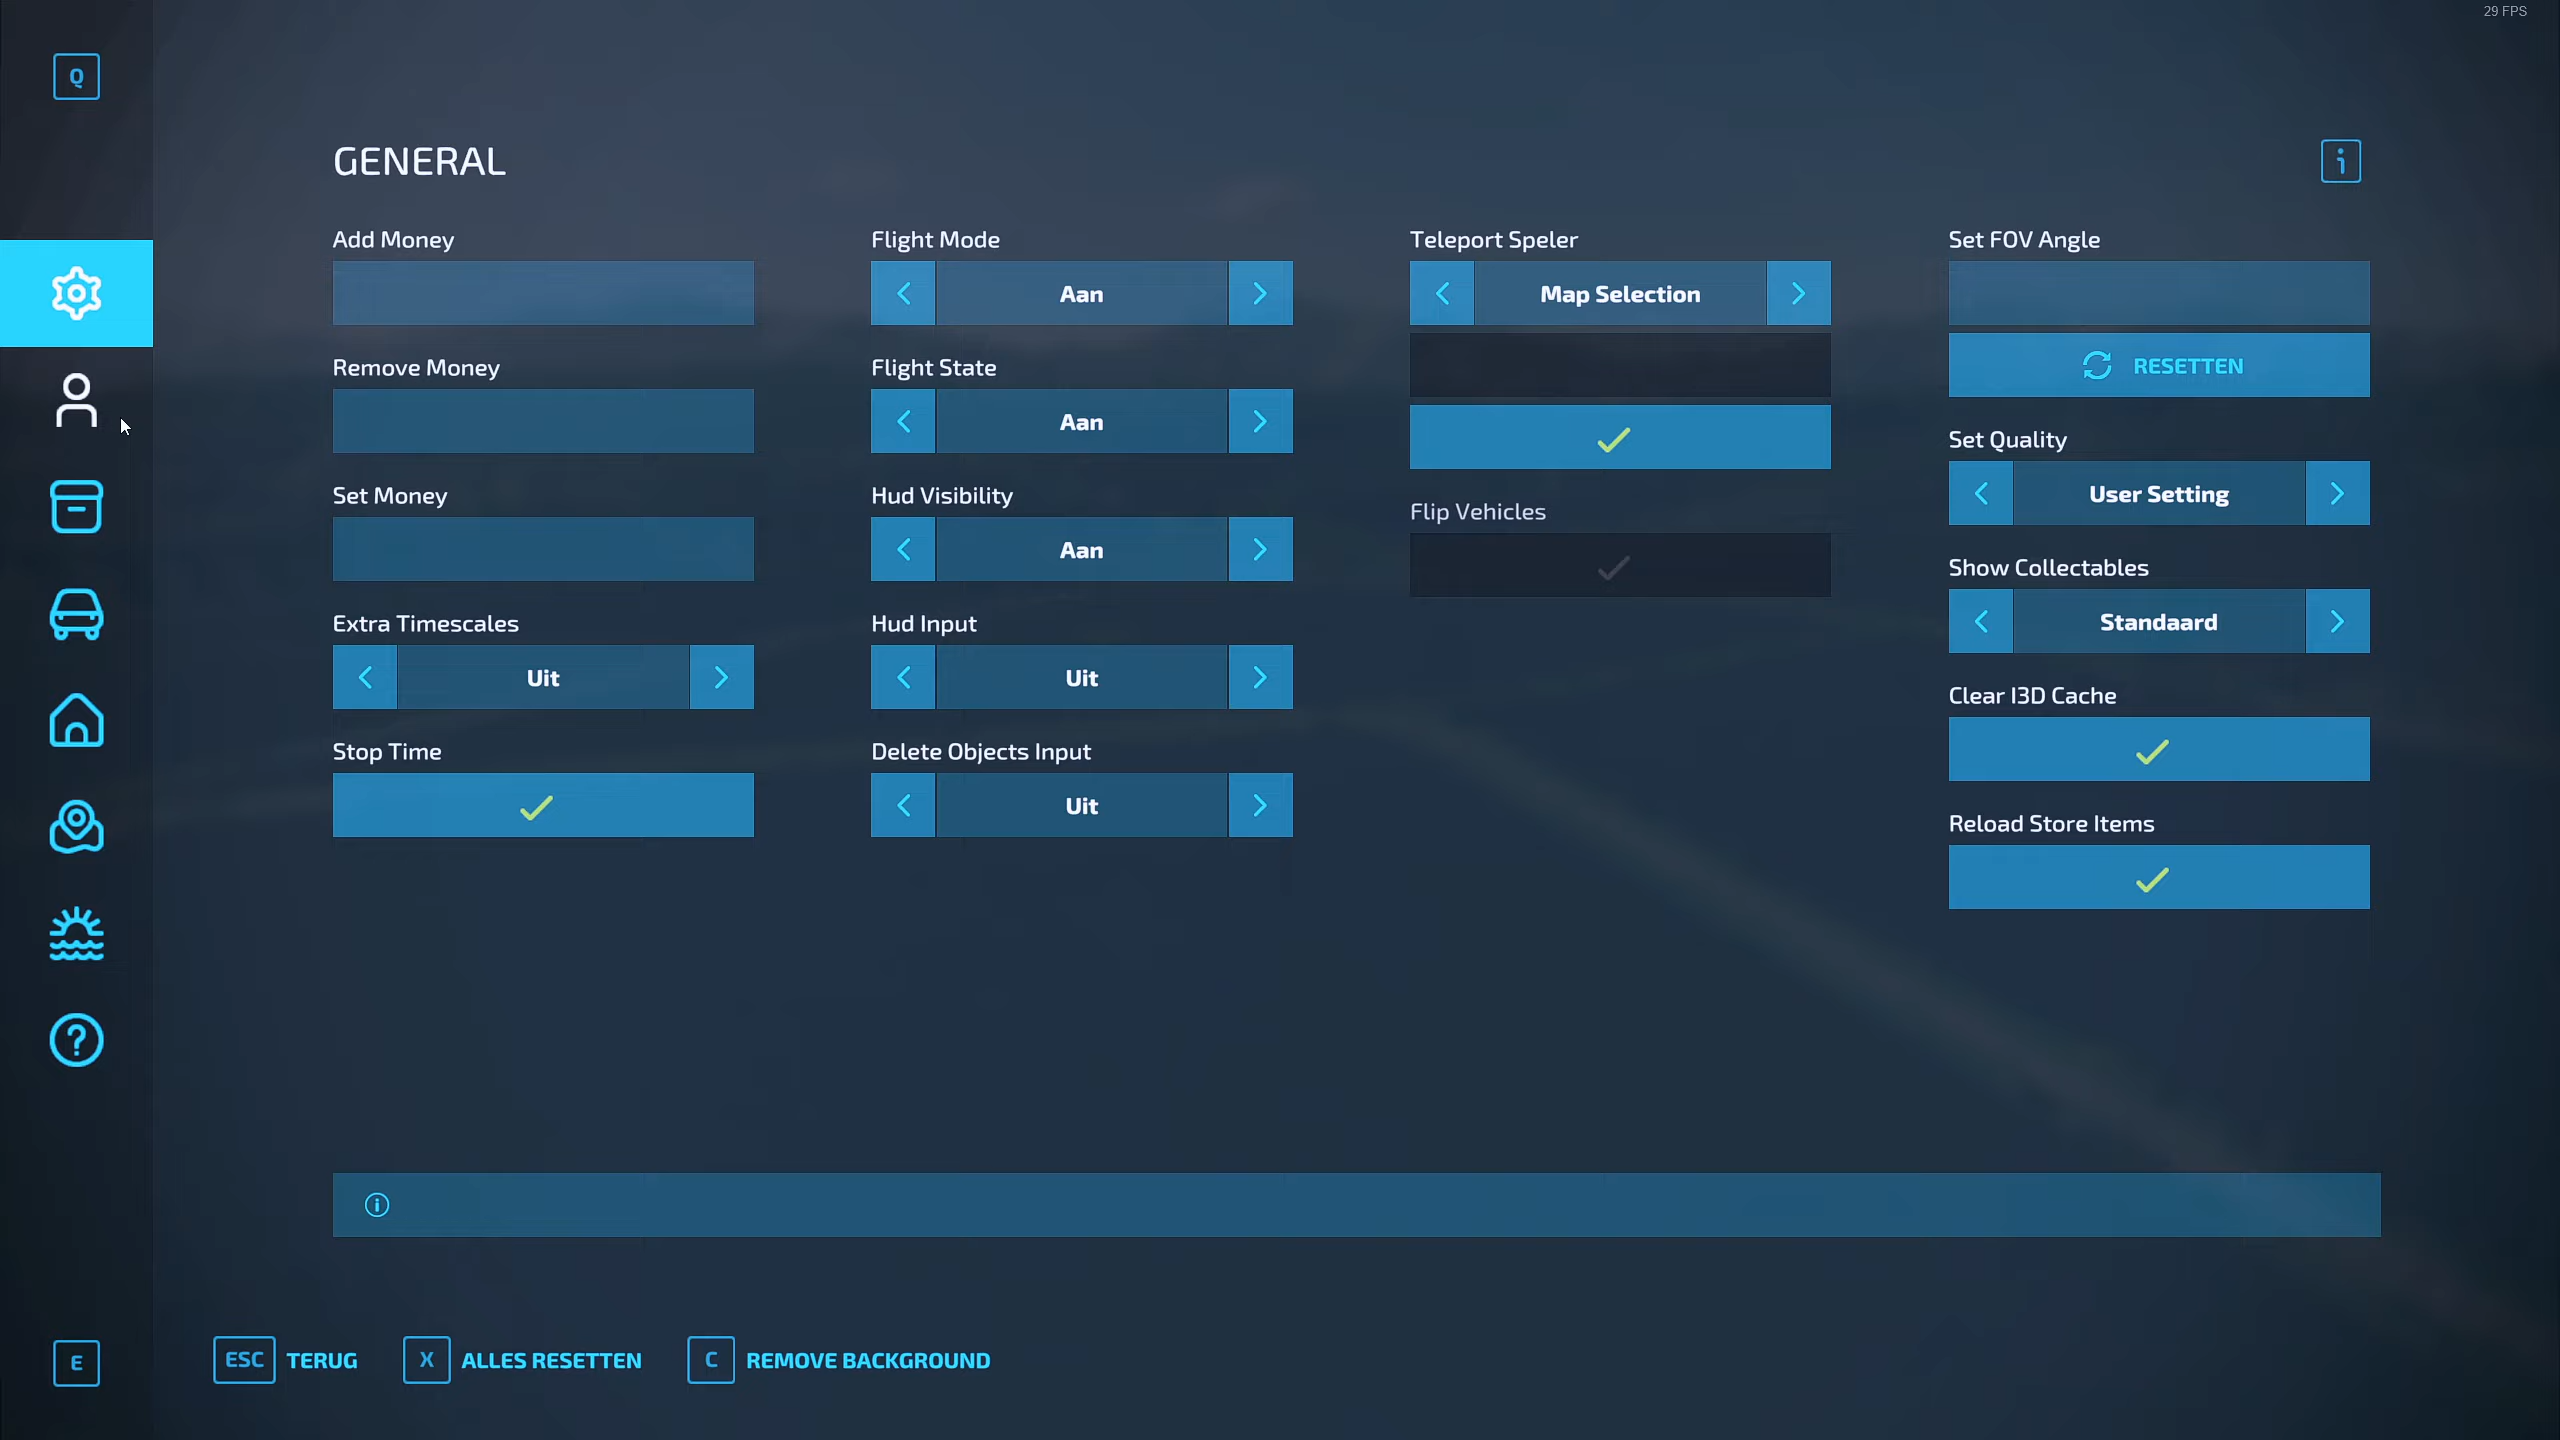 29 FPS
Q
GENERAL
Add Money
Remove Money
Set Money
Extra Timescales
Uit
Stop Time
Flight Mode
Aan
Flight State
Aan
Hud Visibility
Aan
Hud Input
Uit
Delete Objects Input
Uit
Teleport Speler
Map Selection
Flip Vehicles
Set FOV Angle
RESETTEN
Set Quality
User Setting
Show Collectables
Standaard
Clear I3D Cache
Reload Store Items
E
ESC TERUG
X ALLES RESETTEN
C REMOVE BACKGROUND